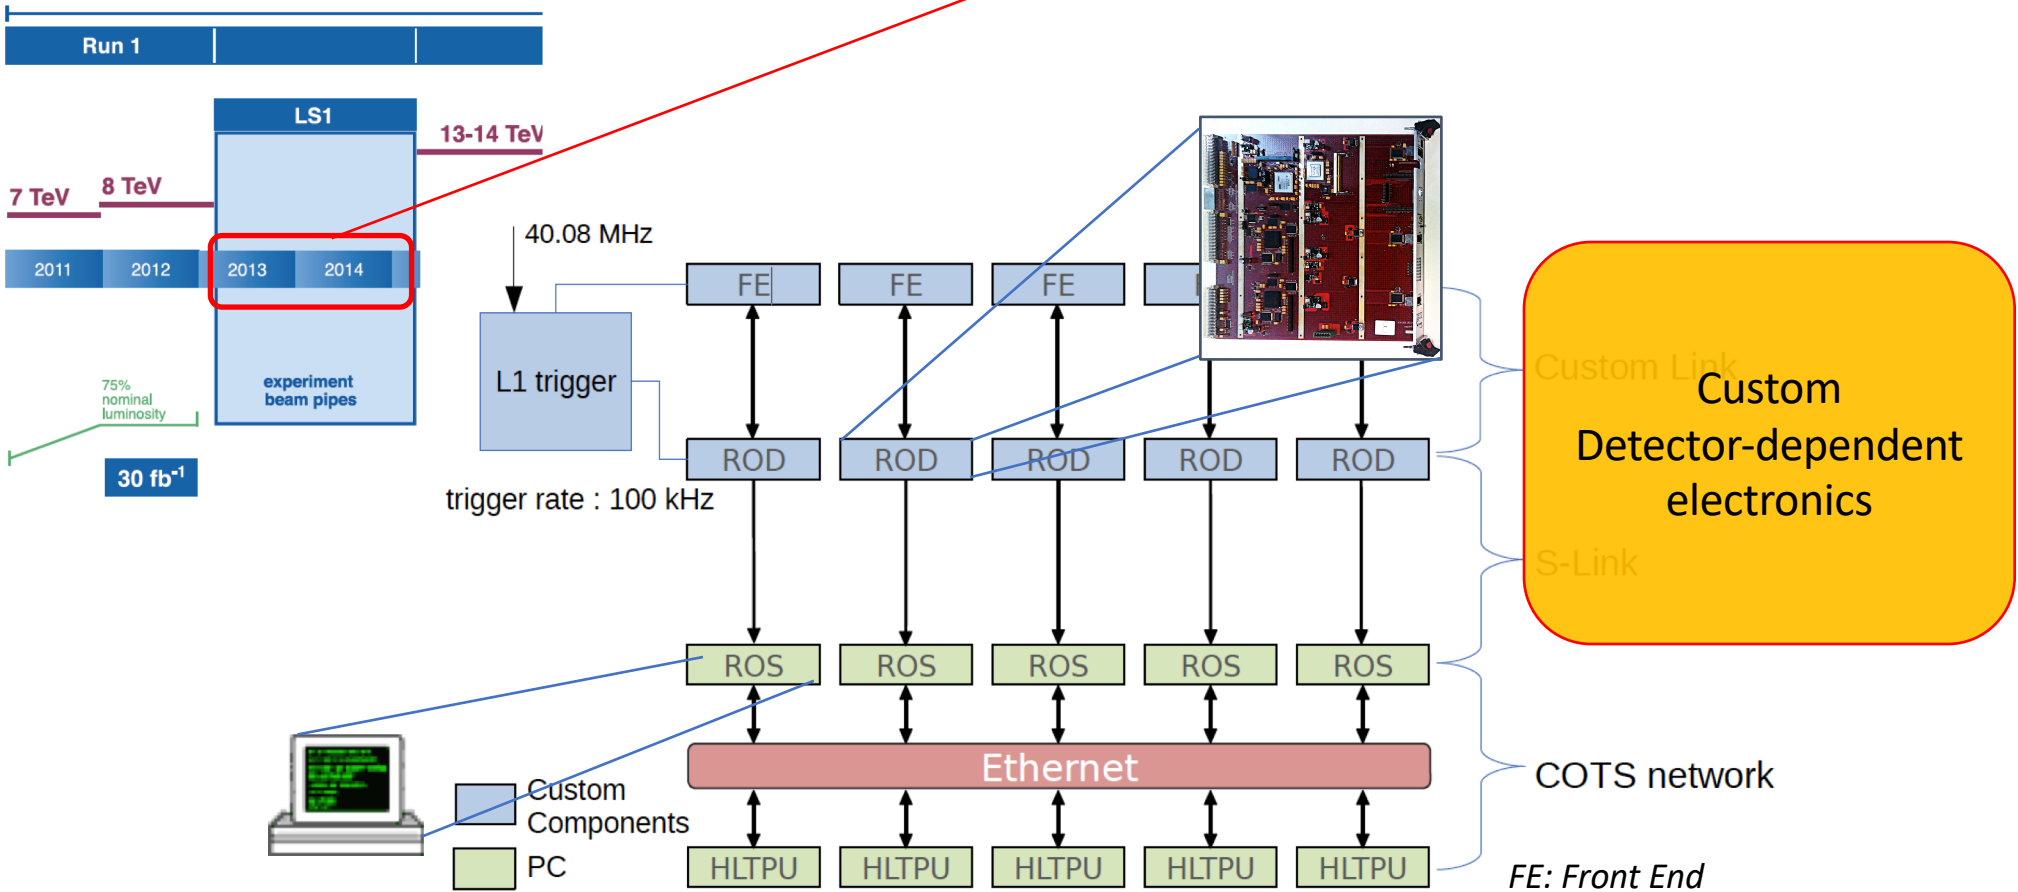 Run 1
LS1
13-14 TeV
8 TeV
7 TeV
2011 2012 2013 2014
75%
nominal
luminosity
experiment
beam pipes
30 fb-1
40.08 MHz
L1 trigger
trigger rate : 100 kHz
FE FE FE
ROD ROD ROD ROD ROD
ROS ROS ROS ROS ROS
Ethernet
HLTPU HLTPU HLTPU HLTPU HLTPU
Custom
Components
PC
Custom Link
Custom
Detector-dependent
electronics
S-Link
COTS network
FE: Front End